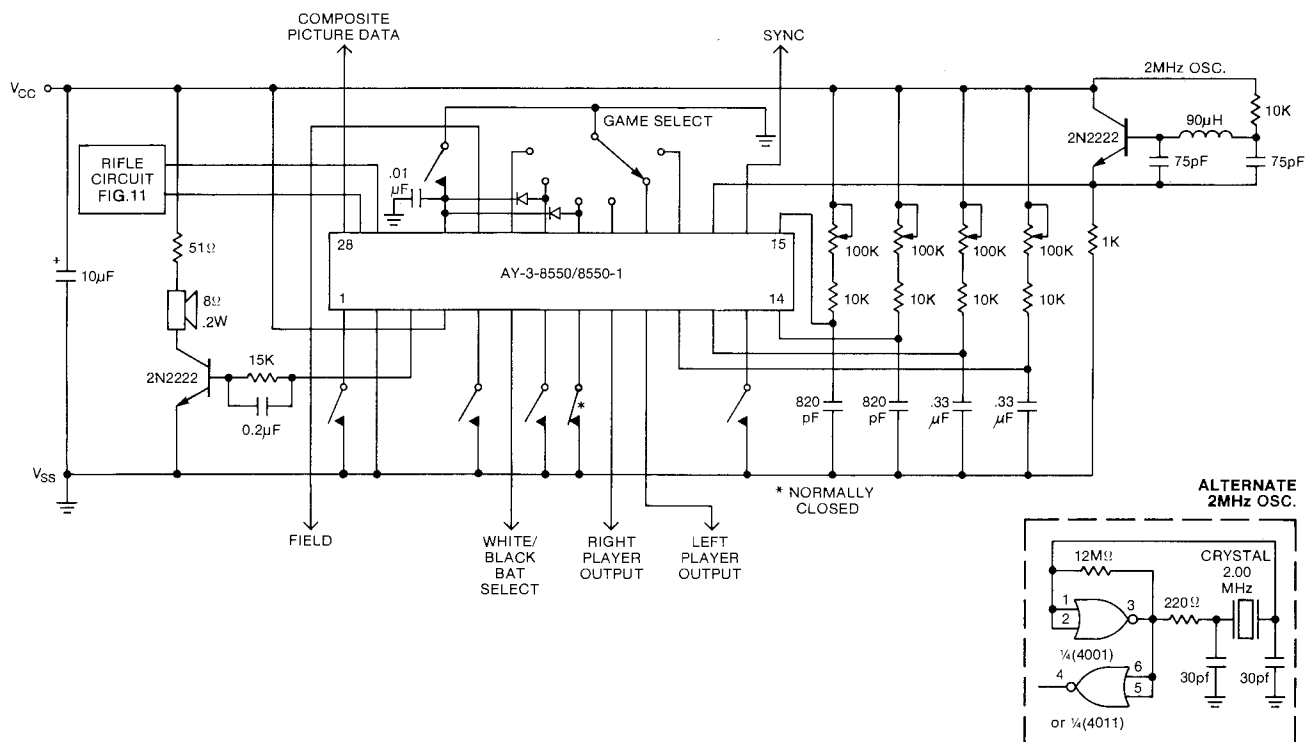 COMPOSITE
PICTURE DATA
SYNC
VCC
2MHz OSC.
GAME SELECT
10K
90μH
2N2222
75pF
75pF
RIFLE
CIRCUIT
FIG.11
.01
μF
28
15
51Ω
100K
100K
100K
100K
1K
AY-3-8550/8550-1
+
10μF
8Ω
.2W
1
14
10K
10K
10K
10K
15K
2N2222
0.2μF
*
820
pF
820
pF
.33
μF
.33
μF
VSS
* NORMALLY
CLOSED
FIELD
WHITE/
BLACK
BAT
SELECT
RIGHT
PLAYER
OUTPUT
LEFT
PLAYER
OUTPUT
ALTERNATE
2MHz OSC.
12MΩ
CRYSTAL
2.00
MHz
1
2
3
220Ω
¼(4001)
4
6
5
30pf
30pf
or ¼(4011)